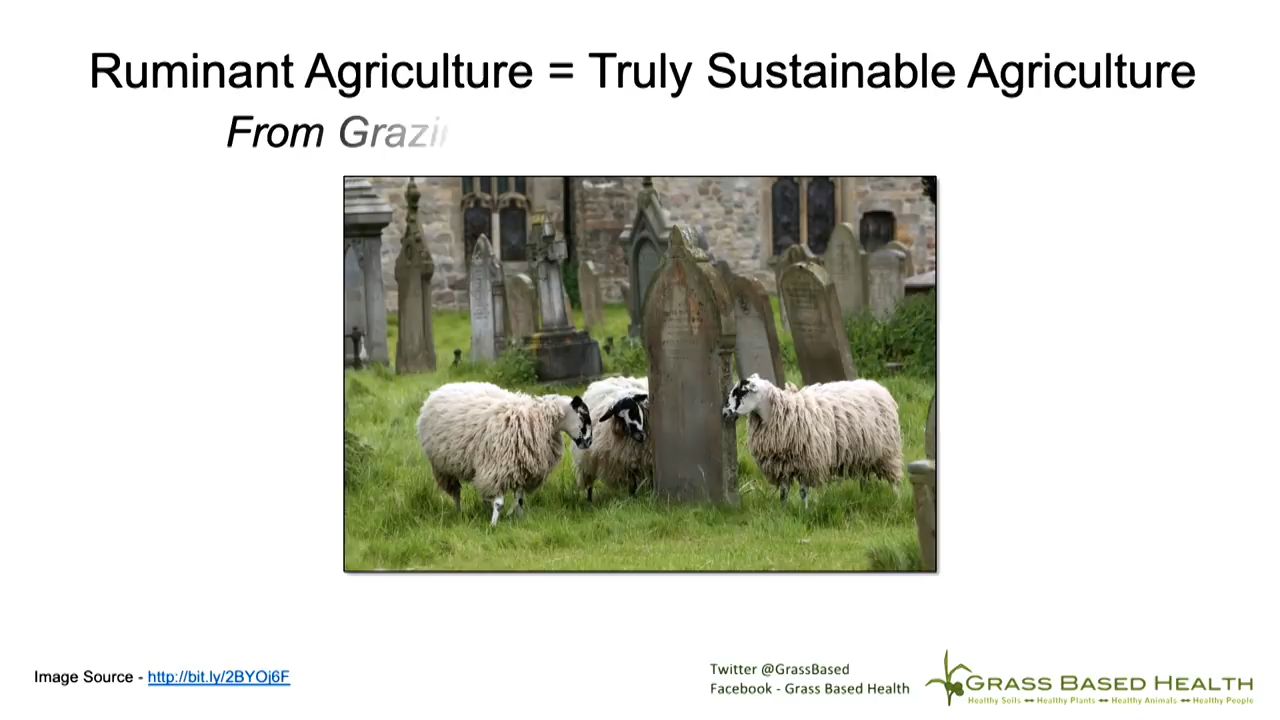 Ruminant Agriculture = Truly Sustainable Agriculture
From
Image Source - http://bit.ly/2BYOj6F
Twitter @GrassBased
Facebook - Grass Based Health
GRASS BASED HEALTH
Healthy Soils Healthy Plants Healthy Animals Healthy People